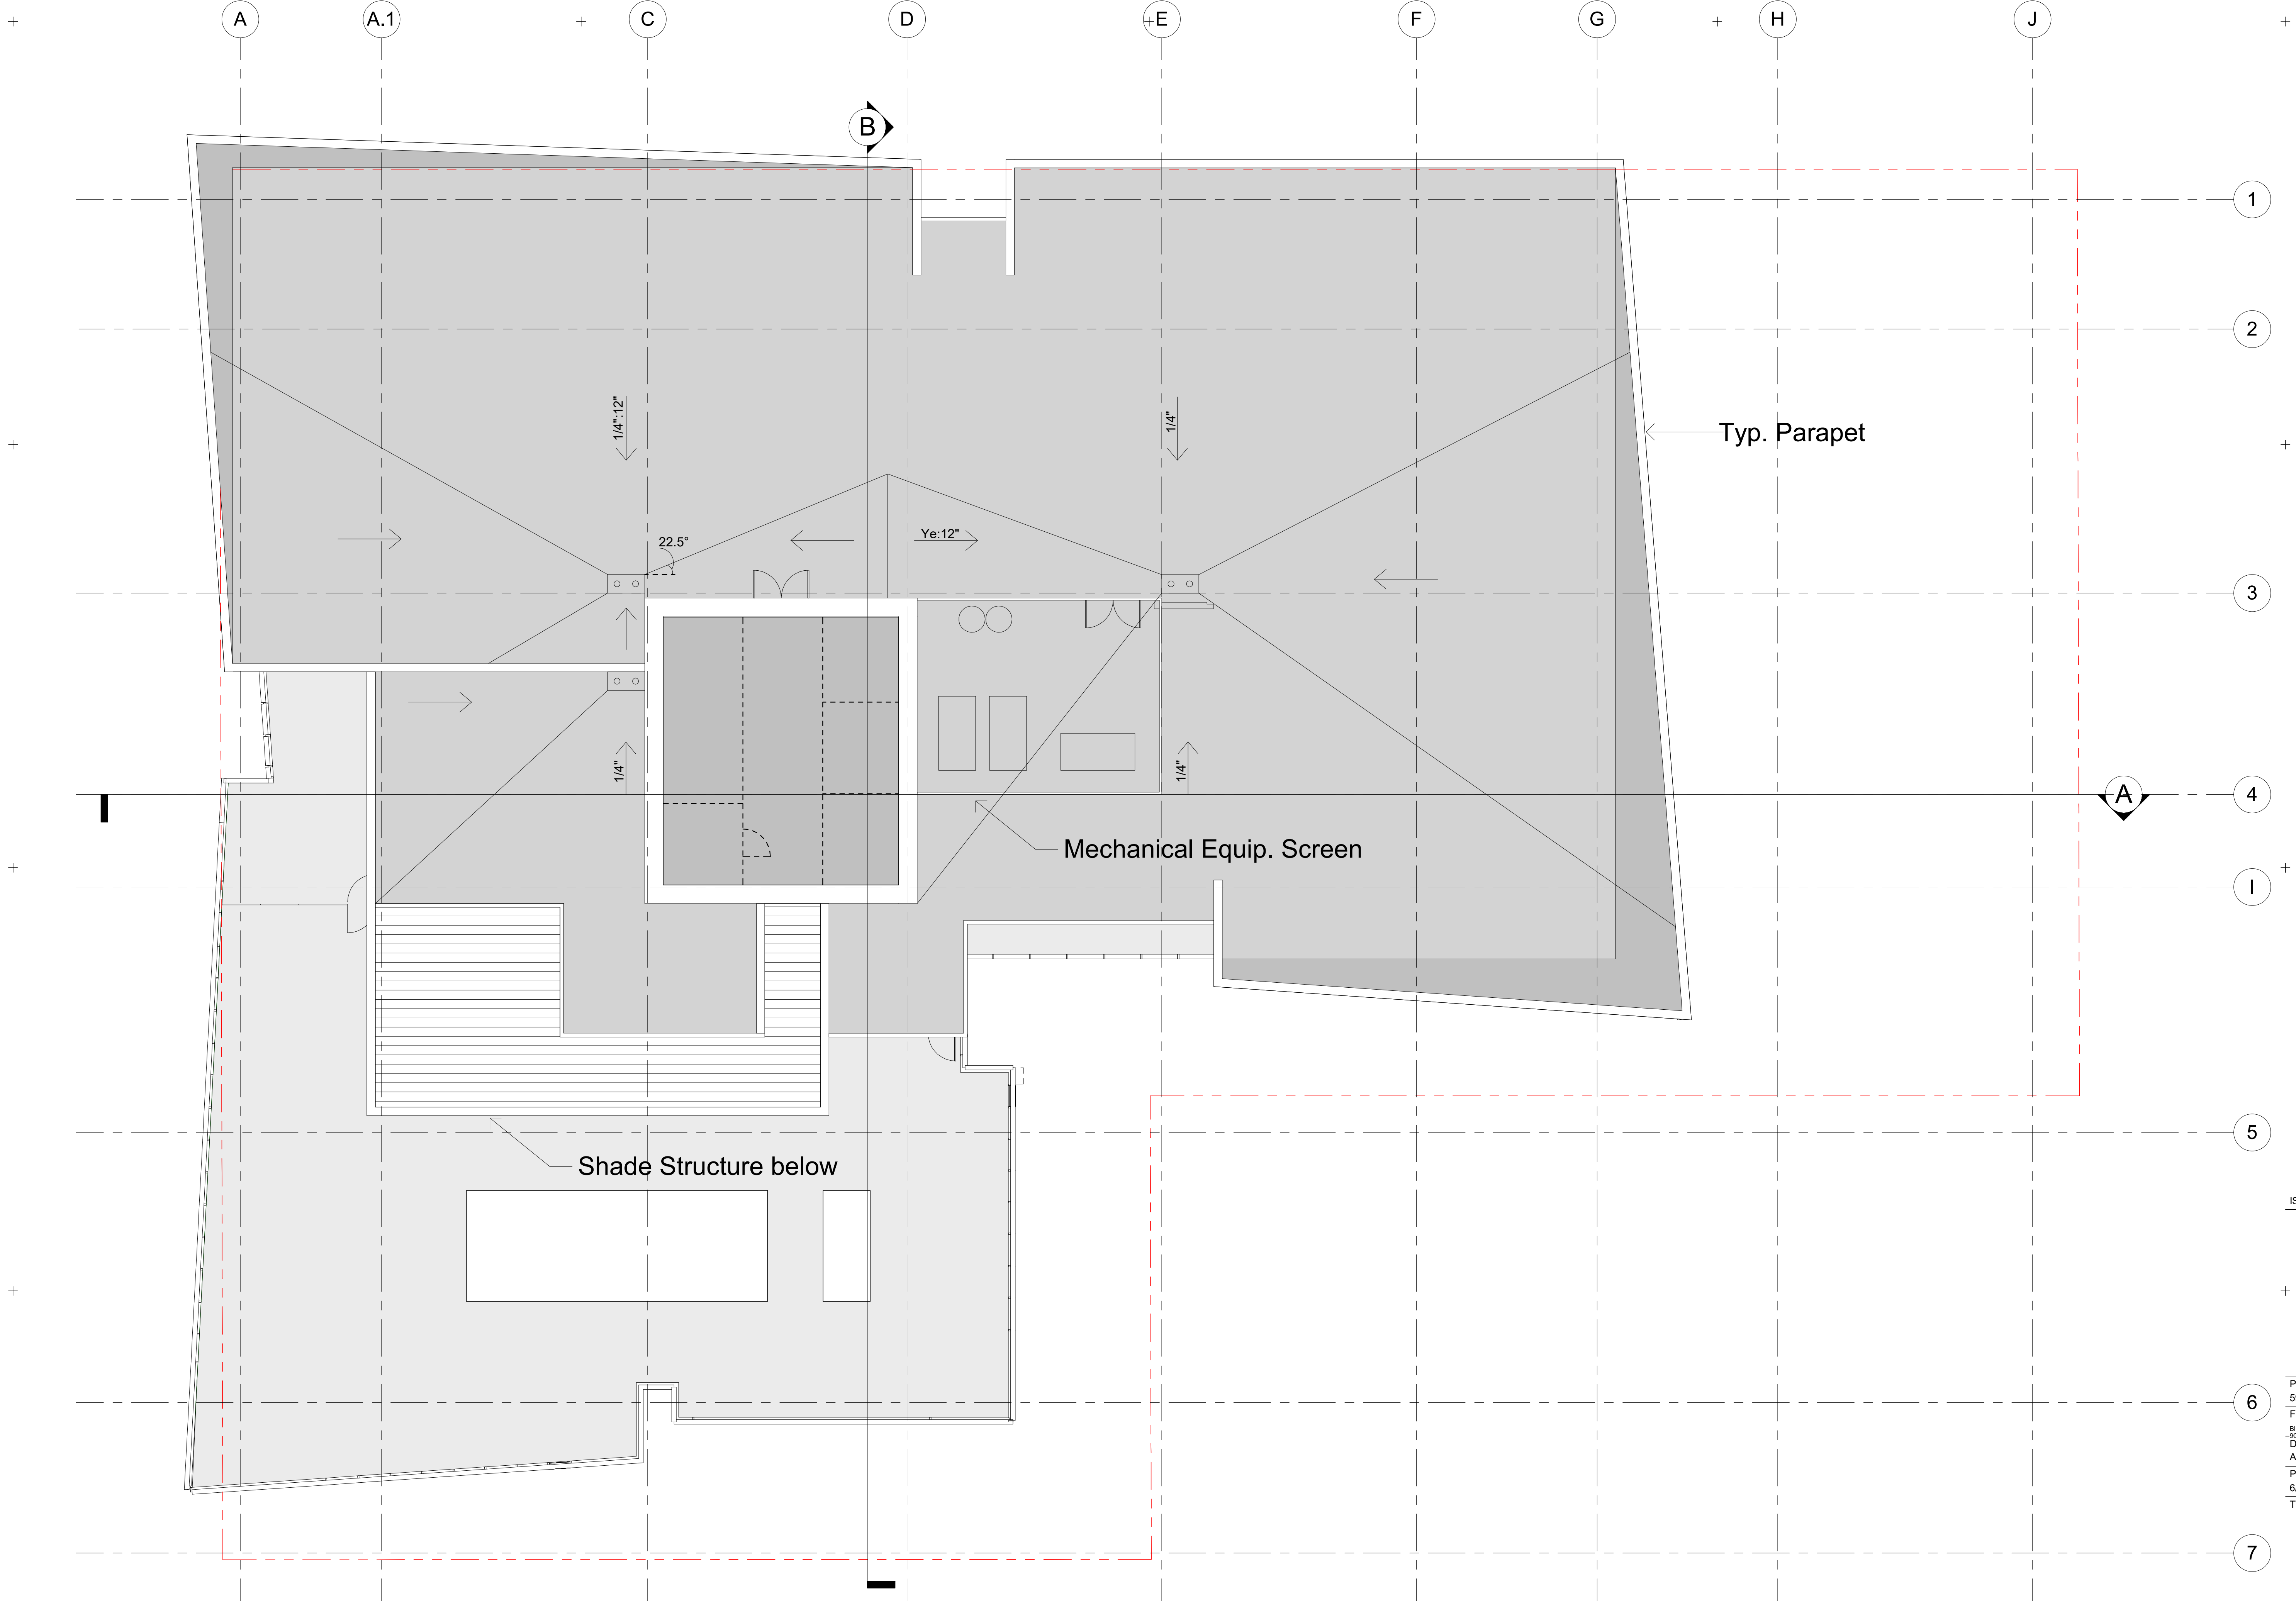 A
A.1
C
D
E
F
G
H
J
B
1
2
1/4":12"
1/4"
Typ. Parapet
22.5°
Ye:12"
3
1/4"
1/4"
A
4
Mechanical Equip. Screen
I
5
Shade Structure below
6
7